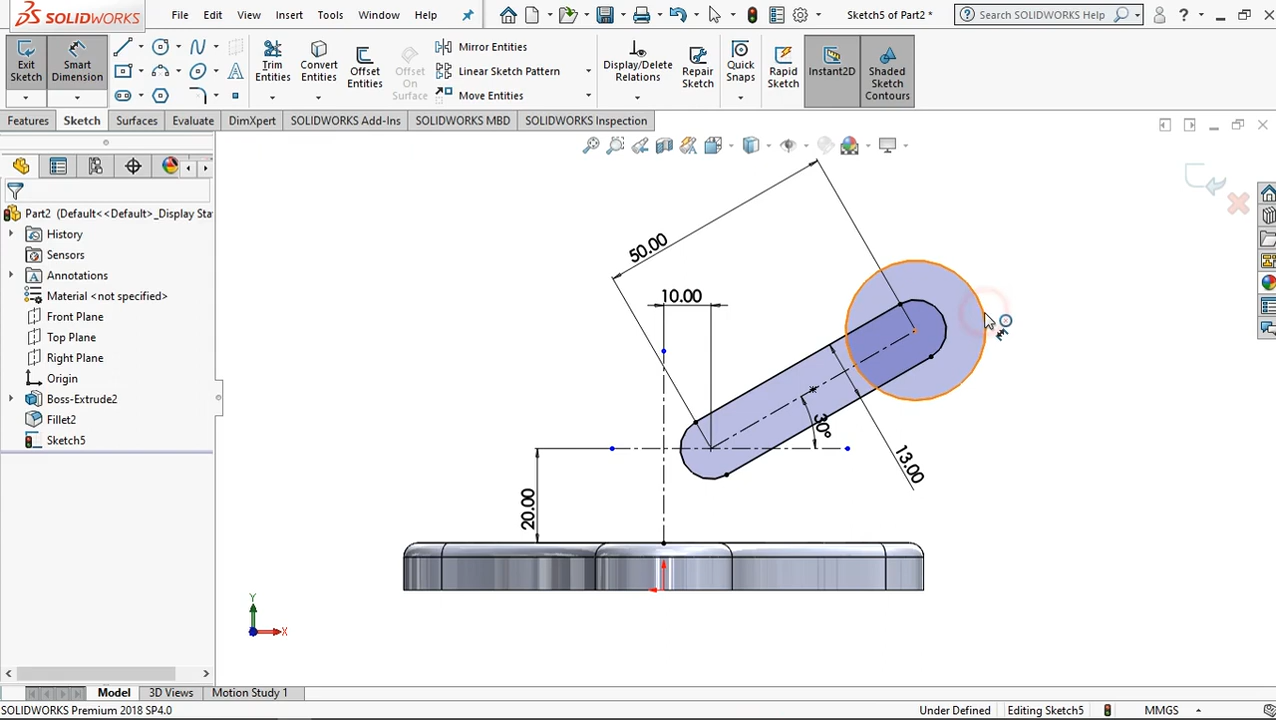 SOLIDWORKS
File
Edit
View
Insert
Tools
Window
Help
Sketch5 of Part2 *
Search SOLIDWORKS Help
?
Exit Sketch
Smart Dimension
Trim Entities
Convert Entities
Offset Entities
Offset On Surface
Mirror Entities
Linear Sketch Pattern
Move Entities
Display/Delete Relations
Repair Sketch
Quick Snaps
Rapid Sketch
Instant2D
Shaded Sketch Contours
Features
Sketch
Surfaces
Evaluate
DimXpert
SOLIDWORKS Add-Ins
SOLIDWORKS MBD
SOLIDWORKS Inspection
Part2 (Default<<Default>_Display Sta
History
Sensors
Annotations
Material <not specified>
Front Plane
Top Plane
Right Plane
Origin
Boss-Extrude2
Fillet2
Sketch5
50.00
10.00
30°
13.00
20.00
Y
X
Model
3D Views
Motion Study 1
SOLIDWORKS Premium 2018 SP4.0
Under Defined
Editing Sketch5
MMGS